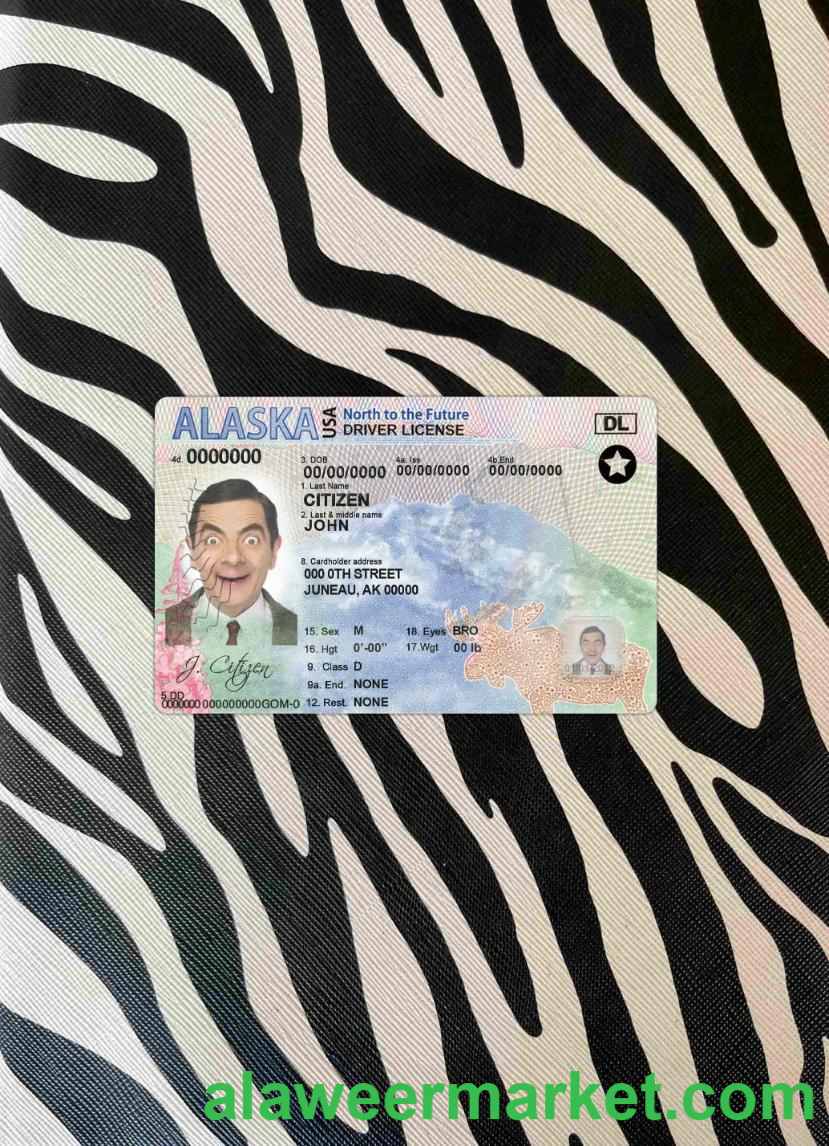 ALASKA USA North to the Future
DRIVER LICENSE
DL
4d. 0000000
3. DOB 4a. Iss 4b.End
00/00/0000 00/00/0000 00/00/0000
1. Last Name
CITIZEN
2. Last & middle name
JOHN
8. Cardholder address
000 0TH STREET
JUNEAU, AK 00000
15. Sex M 18. Eyes BRO
16. Hgt 0'-00" 17.Wgt 00 lb
9. Class D
J. Citizen
9a. End. NONE
5.DD
0000000 000000000GOM-0 12. Rest. NONE
alaweermarket.com